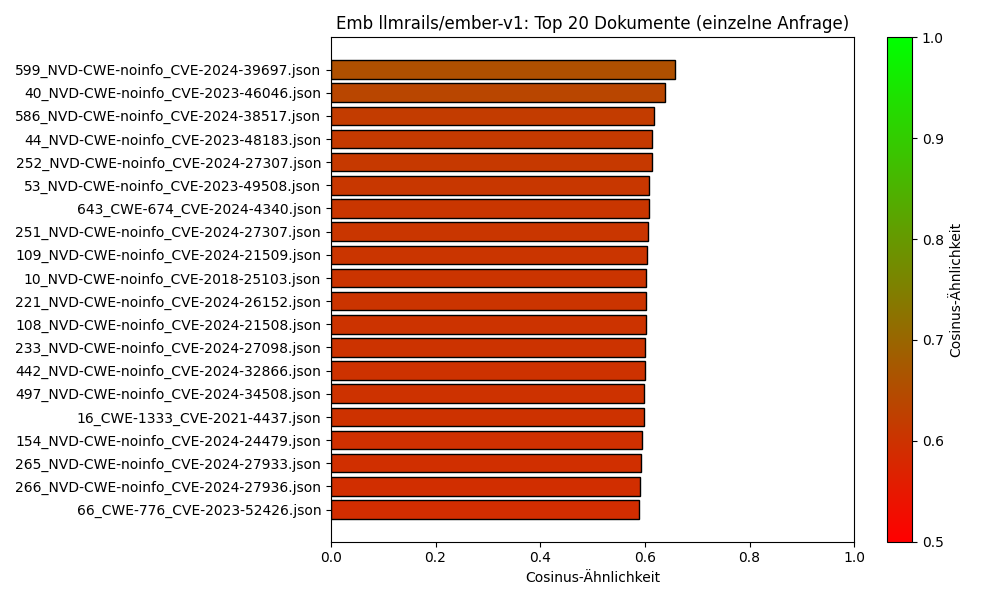 Emb llmrails/ember-v1: Top 20 Dokumente (einzelne Anfrage)
599_NVD-CWE-noinfo_CVE-2024-39697.json
40_NVD-CWE-noinfo_CVE-2023-46046.json
586_NVD-CWE-noinfo_CVE-2024-38517.json
44_NVD-CWE-noinfo_CVE-2023-48183.json
252_NVD-CWE-noinfo_CVE-2024-27307.json
53_NVD-CWE-noinfo_CVE-2023-49508.json
643_CWE-674_CVE-2024-4340.json
251_NVD-CWE-noinfo_CVE-2024-27307.json
109_NVD-CWE-noinfo_CVE-2024-21509.json
10_NVD-CWE-noinfo_CVE-2018-25103.json
221_NVD-CWE-noinfo_CVE-2024-26152.json
108_NVD-CWE-noinfo_CVE-2024-21508.json
233_NVD-CWE-noinfo_CVE-2024-27098.json
442_NVD-CWE-noinfo_CVE-2024-32866.json
497_NVD-CWE-noinfo_CVE-2024-34508.json
16_CWE-1333_CVE-2021-4437.json
154_NVD-CWE-noinfo_CVE-2024-24479.json
265_NVD-CWE-noinfo_CVE-2024-27933.json
266_NVD-CWE-noinfo_CVE-2024-27936.json
66_CWE-776_CVE-2023-52426.json
0.0 0.2 0.4 0.6 0.8 1.0
Cosinus-Ähnlichkeit
1.0
0.9
0.8
0.7
0.6
0.5
Cosinus-Ähnlichkeit